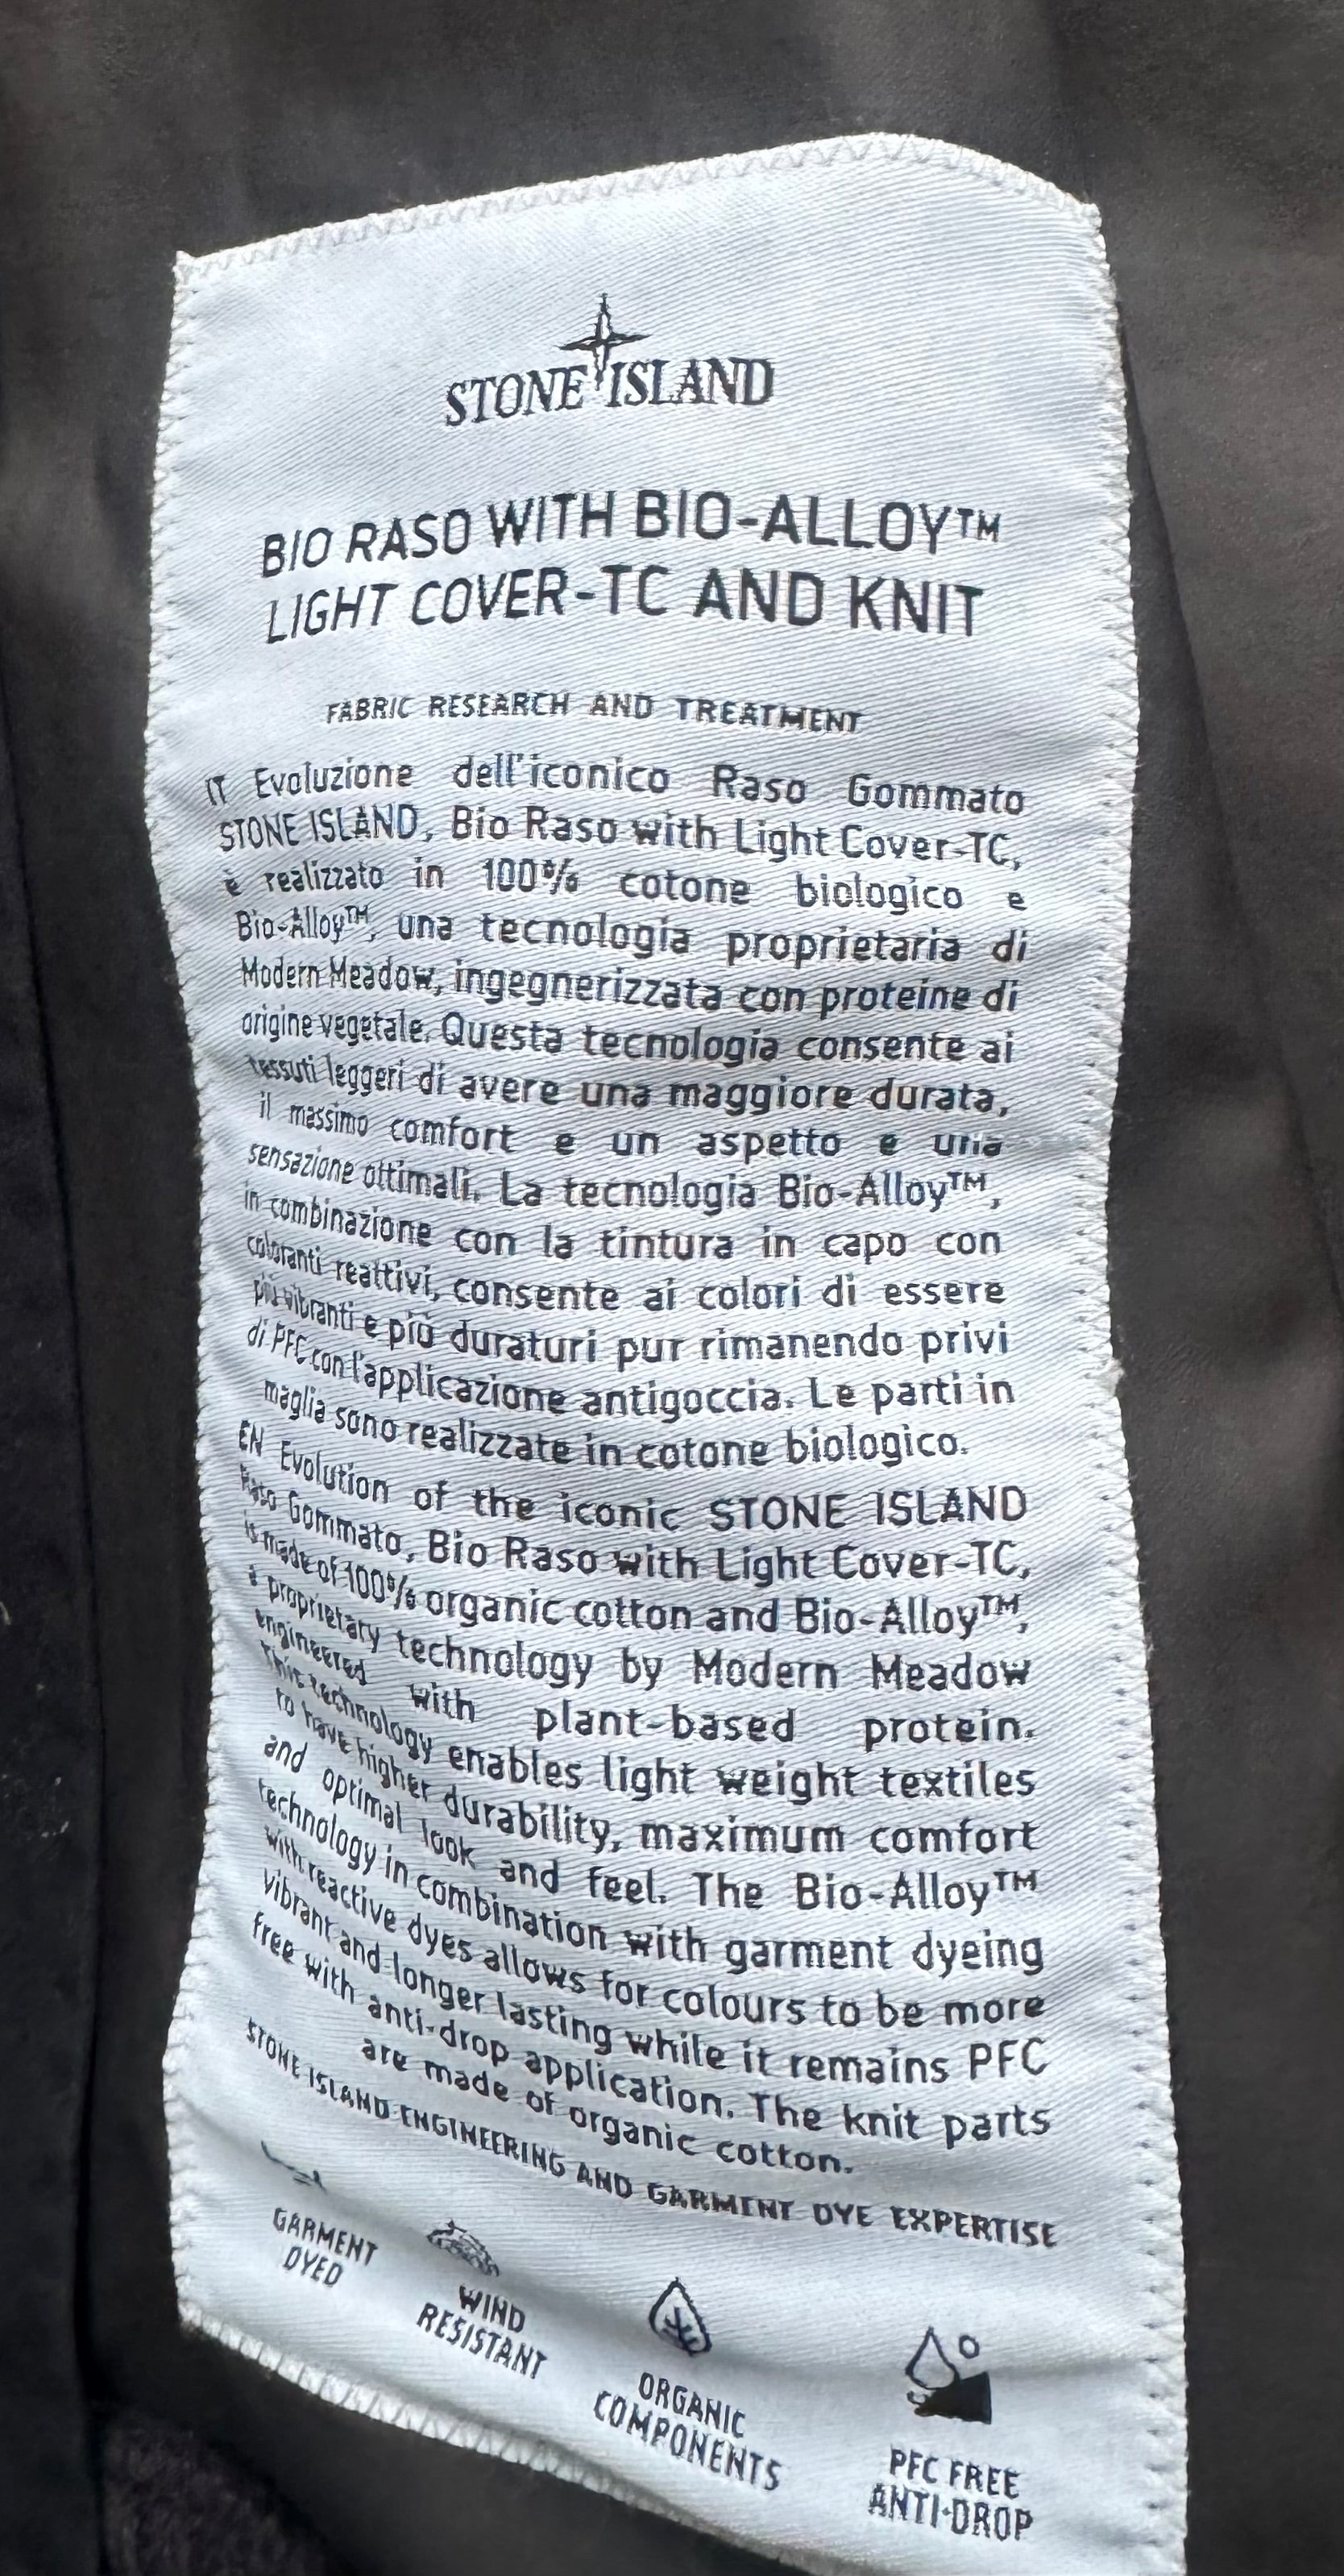 STONE ISLAND
BIO RASO WITH BIO-ALLOY™
LIGHT COVER-TC AND KNIT
FABRIC RESEARCH AND TREATMENT
IT Evoluzione dell'iconico Raso Gommato
STONE ISLAND, Bio Raso with Light Cover-TC,
è realizzato in 100% cotone biologico e
Bio-Alloy™, una tecnologia proprietaria di
Modern Meadow, ingegnerizzata con proteine di
origine vegetale. Questa tecnologia consente ai
tessuti leggeri di avere una maggiore durata,
il massimo comfort e un aspetto e una
sensazione ottimali. La tecnologia Bio-Alloy™,
in combinazione con la tintura in capo con
coloranti reattivi, consente ai colori di essere
più vibranti e più duraturi pur rimanendo privi
di PFC con l'applicazione antigoccia. Le parti in
maglia sono realizzate in cotone biologico.
EN Evolution of the iconic STONE ISLAND
Raso Gommato, Bio Raso with Light Cover-TC,
is made of 100% organic cotton and Bio-Alloy™,
a proprietary technology by Modern Meadow
engineered with plant-based protein.
This technology enables light weight textiles
to have higher durability, maximum comfort
and optimal look and feel. The Bio-Alloy™
technology in combination with garment dyeing
with reactive dyes allows for colours to be more
vibrant and longer lasting while it remains PFC
free with anti-drop application. The knit parts
are made of organic cotton.
STONE ISLAND ENGINEERING AND GARMENT DYE EXPERTISE
GARMENT
DYED
WIND
RESISTANT
ORGANIC
COMPONENTS
PFC FREE
ANTI-DROP